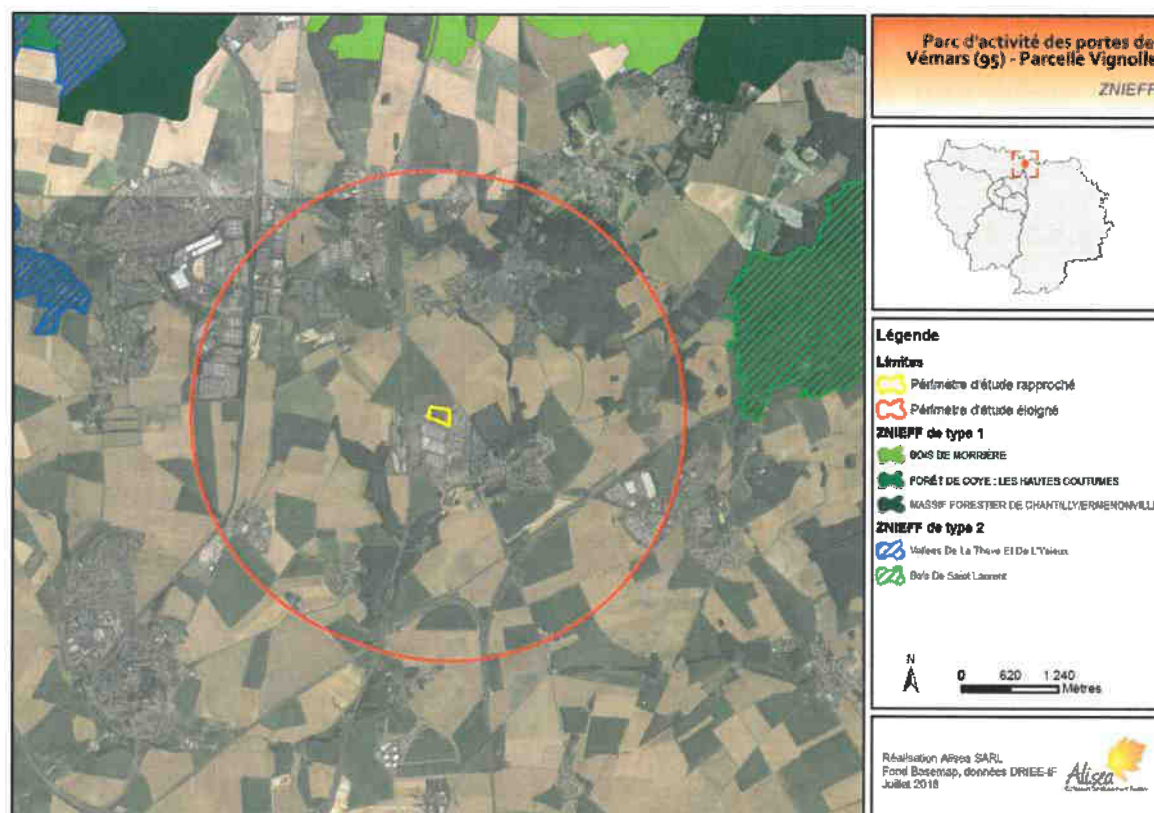 Parc d'activité des portes de
Vémars (95) - Parcelle Vignolle
ZNIEFF
Légende
Limites
Périmètre d'étude rapproché
Périmètre d'étude éloigné
ZNIEFF de type 1
BOIS DE MORRIÈRE
FORÊT DE COYE : LES HAUTES COUTUMES
MASSIF FORESTIER DE CHANTILLY/ERMENONVILLE
ZNIEFF de type 2
Vallées De La Thève Et De L'Ysieux
Bois De Saint Laurent
N
0 620 1 240
Mètres
Réalisation Alisea SARL
Fond Basemap, données DRIEE-IF
Juillet 2018
Alisea